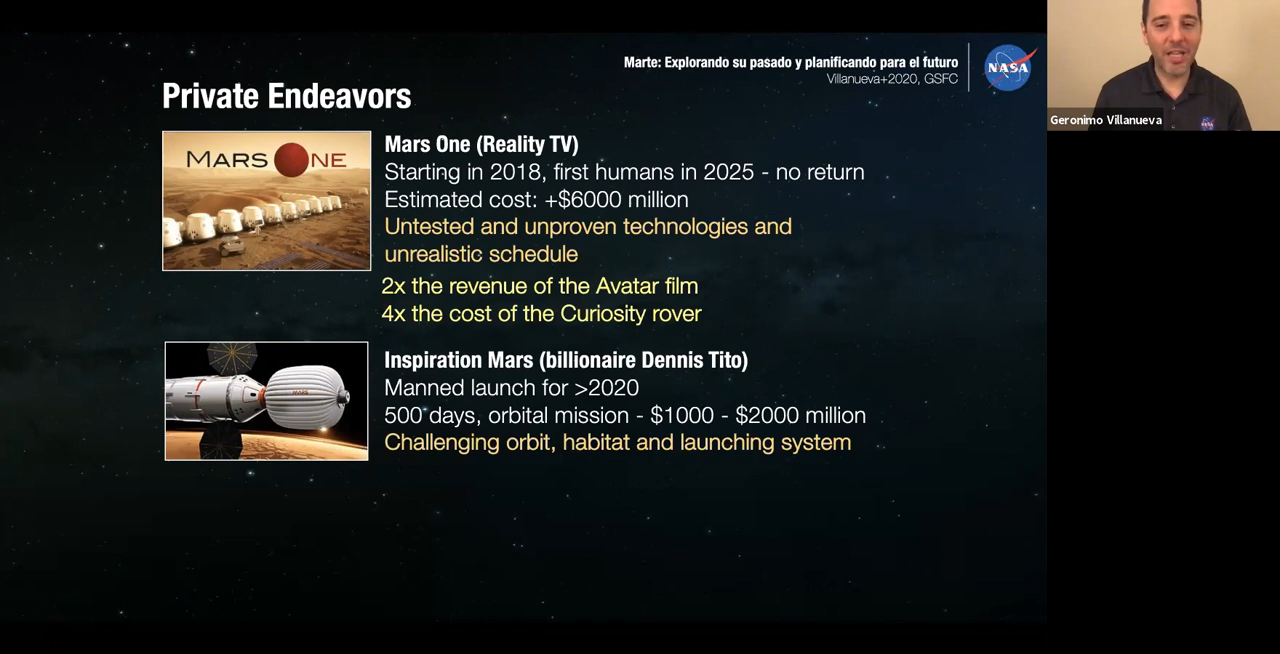 Marte: Explorando su pasado y planificando para el futuro
Villanueva+2020, GSFC
NASA
Geronimo Villanueva
Private Endeavors
MARS ONE
Mars One (Reality TV)
Starting in 2018, first humans in 2025 - no return
Estimated cost: +$6000 million
Untested and unproven technologies and
unrealistic schedule
2x the revenue of the Avatar film
4x the cost of the Curiosity rover
MARS
Inspiration Mars (billionaire Dennis Tito)
Manned launch for >2020
500 days, orbital mission - $1000 - $2000 million
Challenging orbit, habitat and launching system